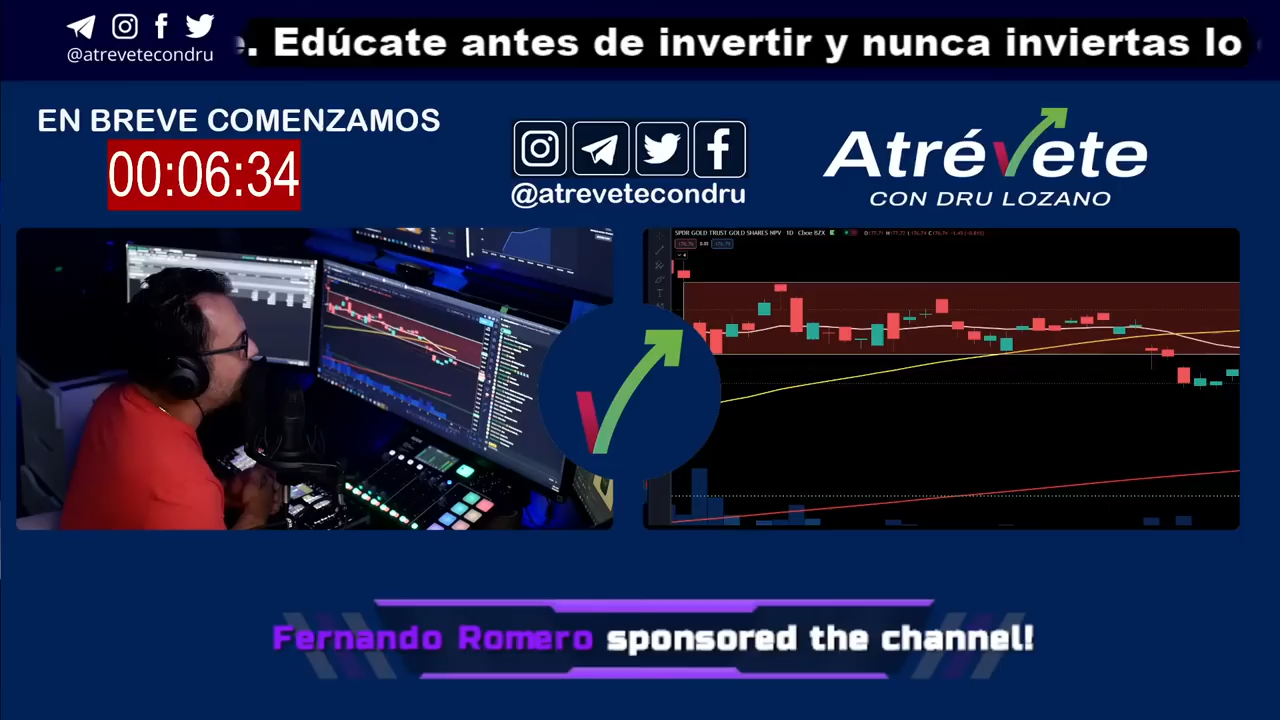 @atrevetecondru
. Edúcate antes de invertir y nunca inviertas lo
EN BREVE COMENZAMOS
00:06:34
@atrevetecondru
Atrévete
CON DRU LOZANO
SPDR GOLD TRUST GOLD SHARES NPV · 1D · Cboe BZX
Fernando Romero sponsored the channel!